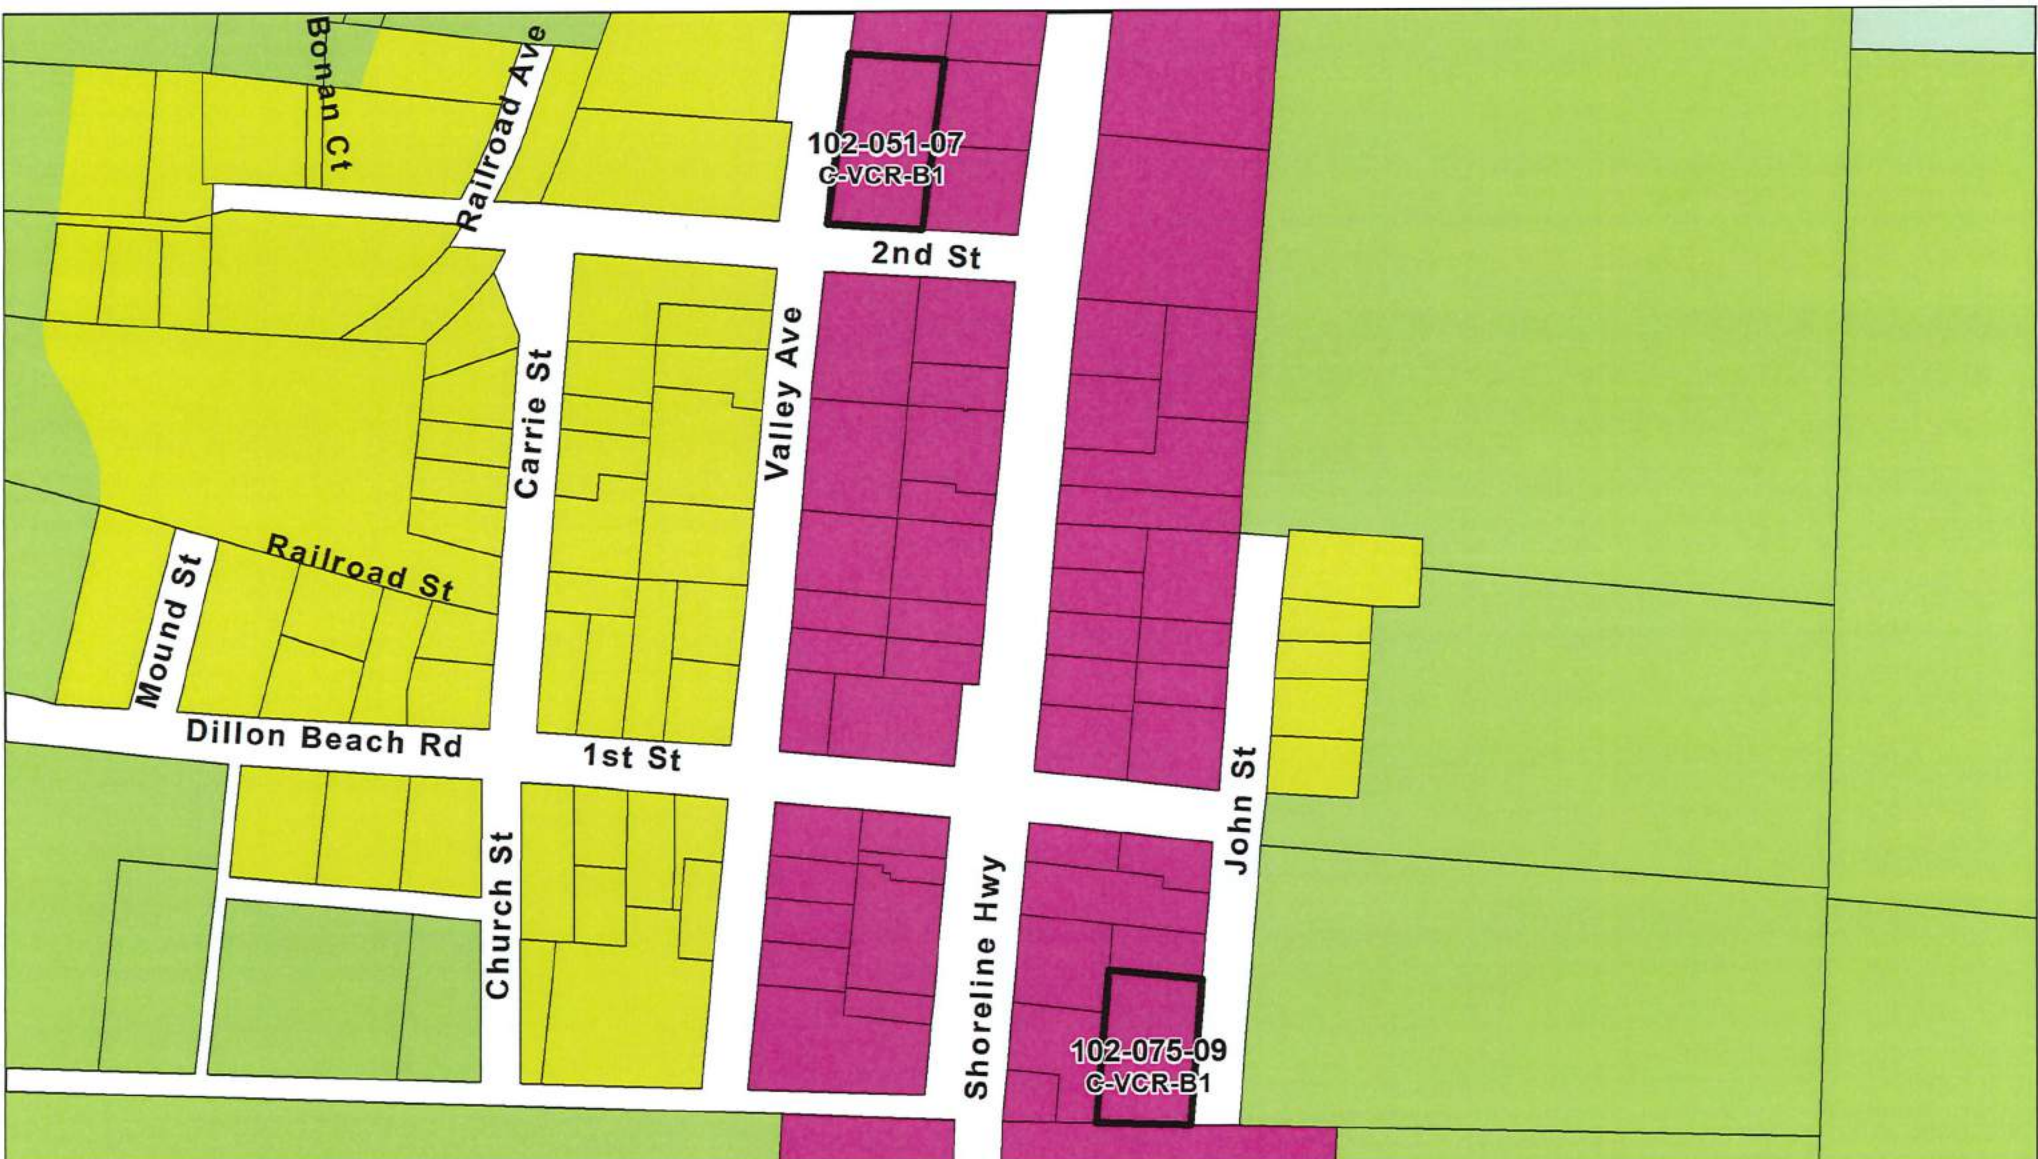 Bonan Ct
Railroad Ave
102-051-07
C-VCR-B1
2nd St
Carrie St
Valley Ave
Railroad St
Mound St
Dillon Beach Rd
1st St
John St
Church St
Shoreline Hwy
102-075-09
C-VCR-B1